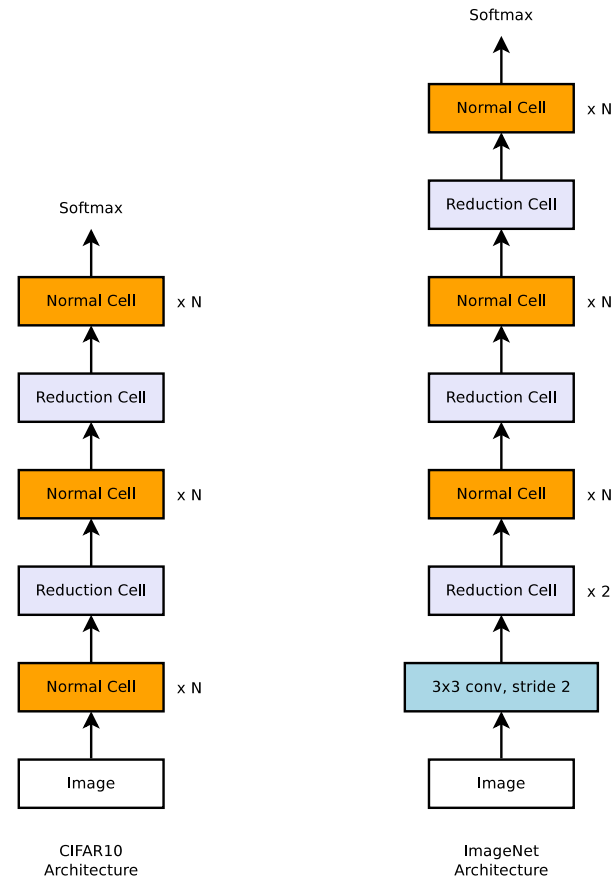 Softmax
Normal Cell
x N
Reduction Cell
Normal Cell
x N
Reduction Cell
Normal Cell
x N
Image
CIFAR10
Architecture
Softmax
Normal Cell
x N
Reduction Cell
Normal Cell
x N
Reduction Cell
Normal Cell
x N
Reduction Cell
x 2
3x3 conv, stride 2
Image
ImageNet
Architecture